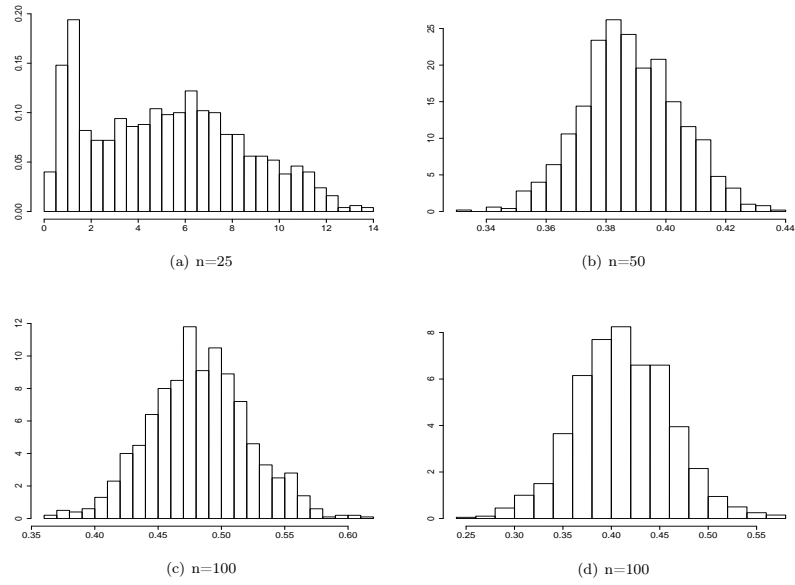 0.00 0.05 0.10 0.15 0.20
0 2 4 6 8 10 12 14
(a) n=25
0 5 10 15 20 25
0.34 0.36 0.38 0.40 0.42 0.44
(b) n=50
0 2 4 6 8 10 12
0.35 0.40 0.45 0.50 0.55 0.60
(c) n=100
0 2 4 6 8
0.25 0.30 0.35 0.40 0.45 0.50 0.55
(d) n=100